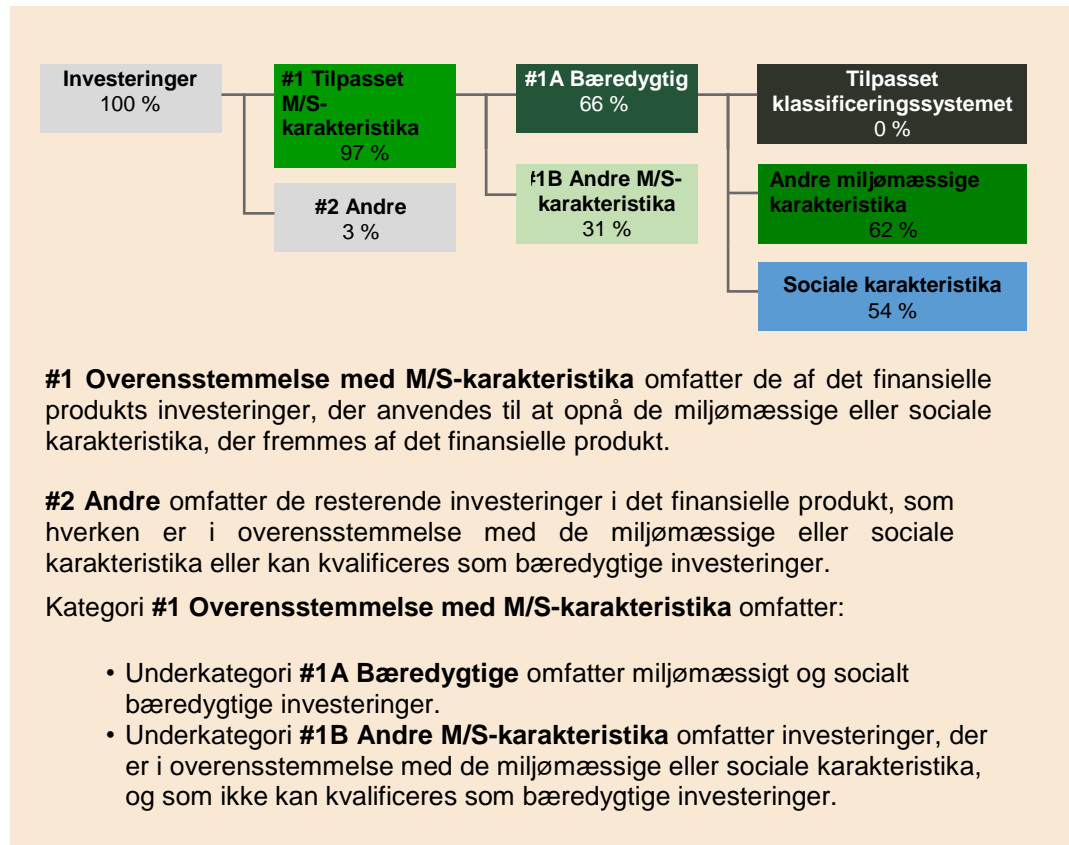 Investeringer
100 %
#1 Tilpasset
M/S-
karakteristika
97 %
#2 Andre
3 %
#1A Bæredygtig
66 %
#1B Andre M/S-
karakteristika
31 %
Tilpasset
klassificeringssystemet
0 %
Andre miljømæssige
karakteristika
62 %
Sociale karakteristika
54 %
#1 Overensstemmelse med M/S-karakteristika omfatter de af det finansielle
produkts investeringer, der anvendes til at opnå de miljømæssige eller sociale
karakteristika, der fremmes af det finansielle produkt.
#2 Andre omfatter de resterende investeringer i det finansielle produkt, som
hverken er i overensstemmelse med de miljømæssige eller sociale
karakteristika eller kan kvalificeres som bæredygtige investeringer.
Kategori #1 Overensstemmelse med M/S-karakteristika omfatter:
• Underkategori #1A Bæredygtige omfatter miljømæssigt og socialt
bæredygtige investeringer.
• Underkategori #1B Andre M/S-karakteristika omfatter investeringer, der
er i overensstemmelse med de miljømæssige eller sociale karakteristika,
og som ikke kan kvalificeres som bæredygtige investeringer.